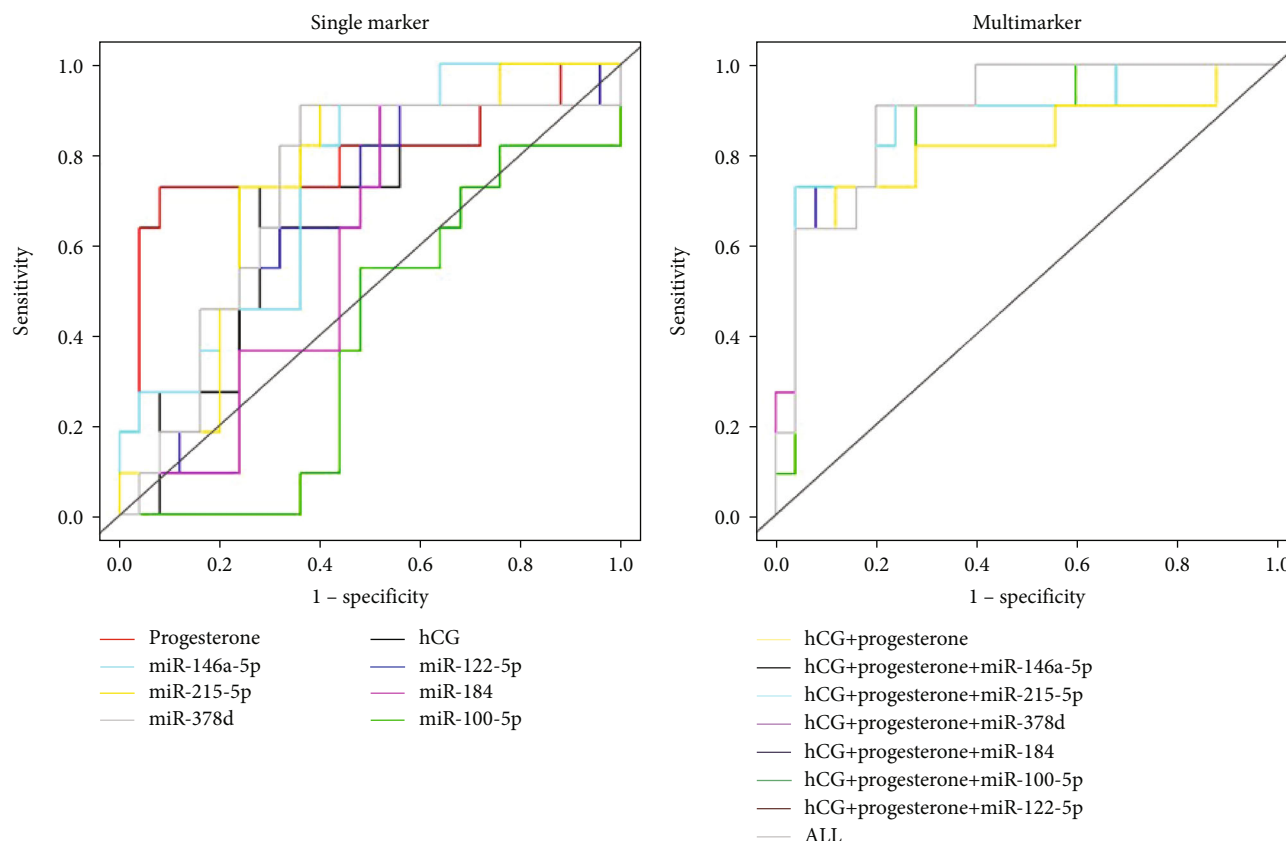 Single marker
1.0
0.8
0.6
0.4
0.2
0.0
Sensitivity
0.0 0.2 0.4 0.6 0.8 1.0
1 – specificity
Progesterone
miR-146a-5p
miR-215-5p
miR-378d
hCG
miR-122-5p
miR-184
miR-100-5p
Multimarker
1.0
0.8
0.6
0.4
0.2
0.0
Sensitivity
0.0 0.2 0.4 0.6 0.8 1.0
1 – specificity
hCG+progesterone
hCG+progesterone+miR-146a-5p
hCG+progesterone+miR-215-5p
hCG+progesterone+miR-378d
hCG+progesterone+miR-184
hCG+progesterone+miR-100-5p
hCG+progesterone+miR-122-5p
ALL